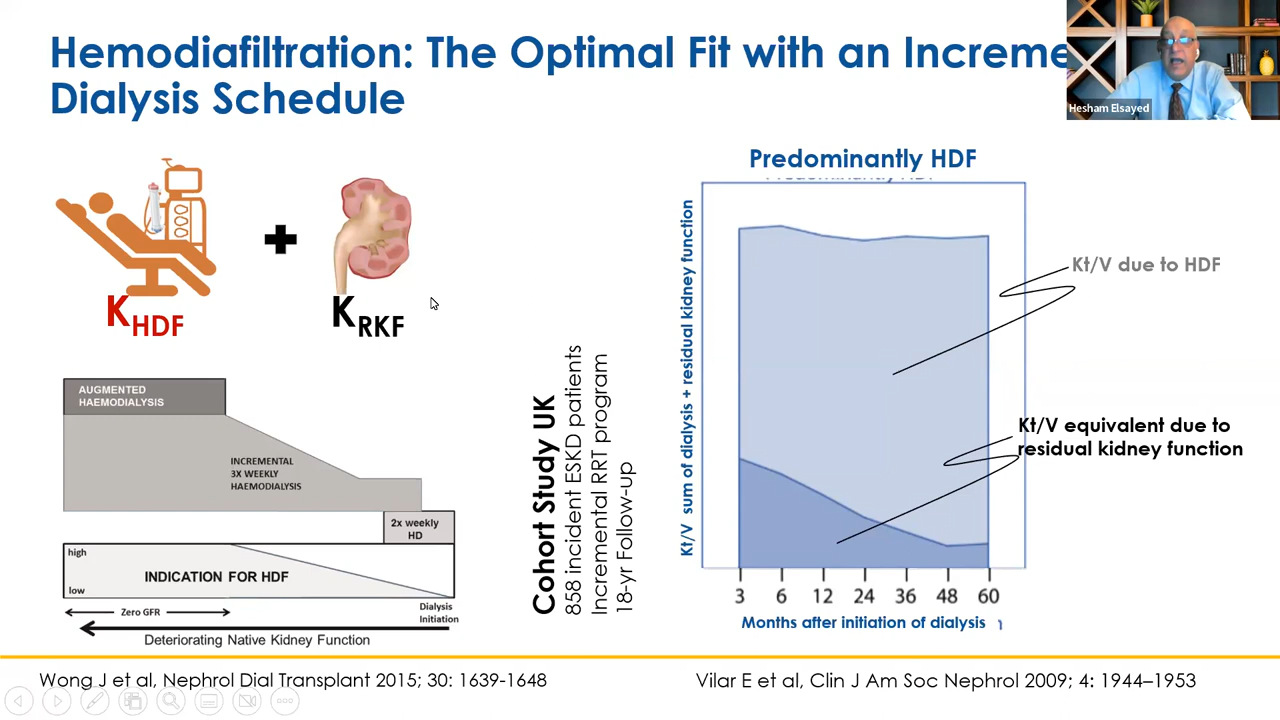 Hemodiafiltration: The Optimal Fit with an Increme
Dialysis Schedule
Hesham Elsayed
K HDF
K RKF
AUGMENTED
HAEMODIALYSIS
INCREMENTAL
3X WEEKLY
HAEMODIALYSIS
2x weekly
HD
high
low
INDICATION FOR HDF
Zero GFR
Dialysis
Initiation
Deteriorating Native Kidney Function
Cohort Study UK
858 incident ESKD patients
Incremental RRT program
18-yr Follow-up
Predominantly HDF
Kt/V sum of dialysis + residual kidney function
Kt/V due to HDF
Kt/V equivalent due to
residual kidney function
3 6 12 24 36 48 60
Months after initiation of dialysis
Wong J et al, Nephrol Dial Transplant 2015; 30: 1639-1648
Vilar E et al, Clin J Am Soc Nephrol 2009; 4: 1944–1953